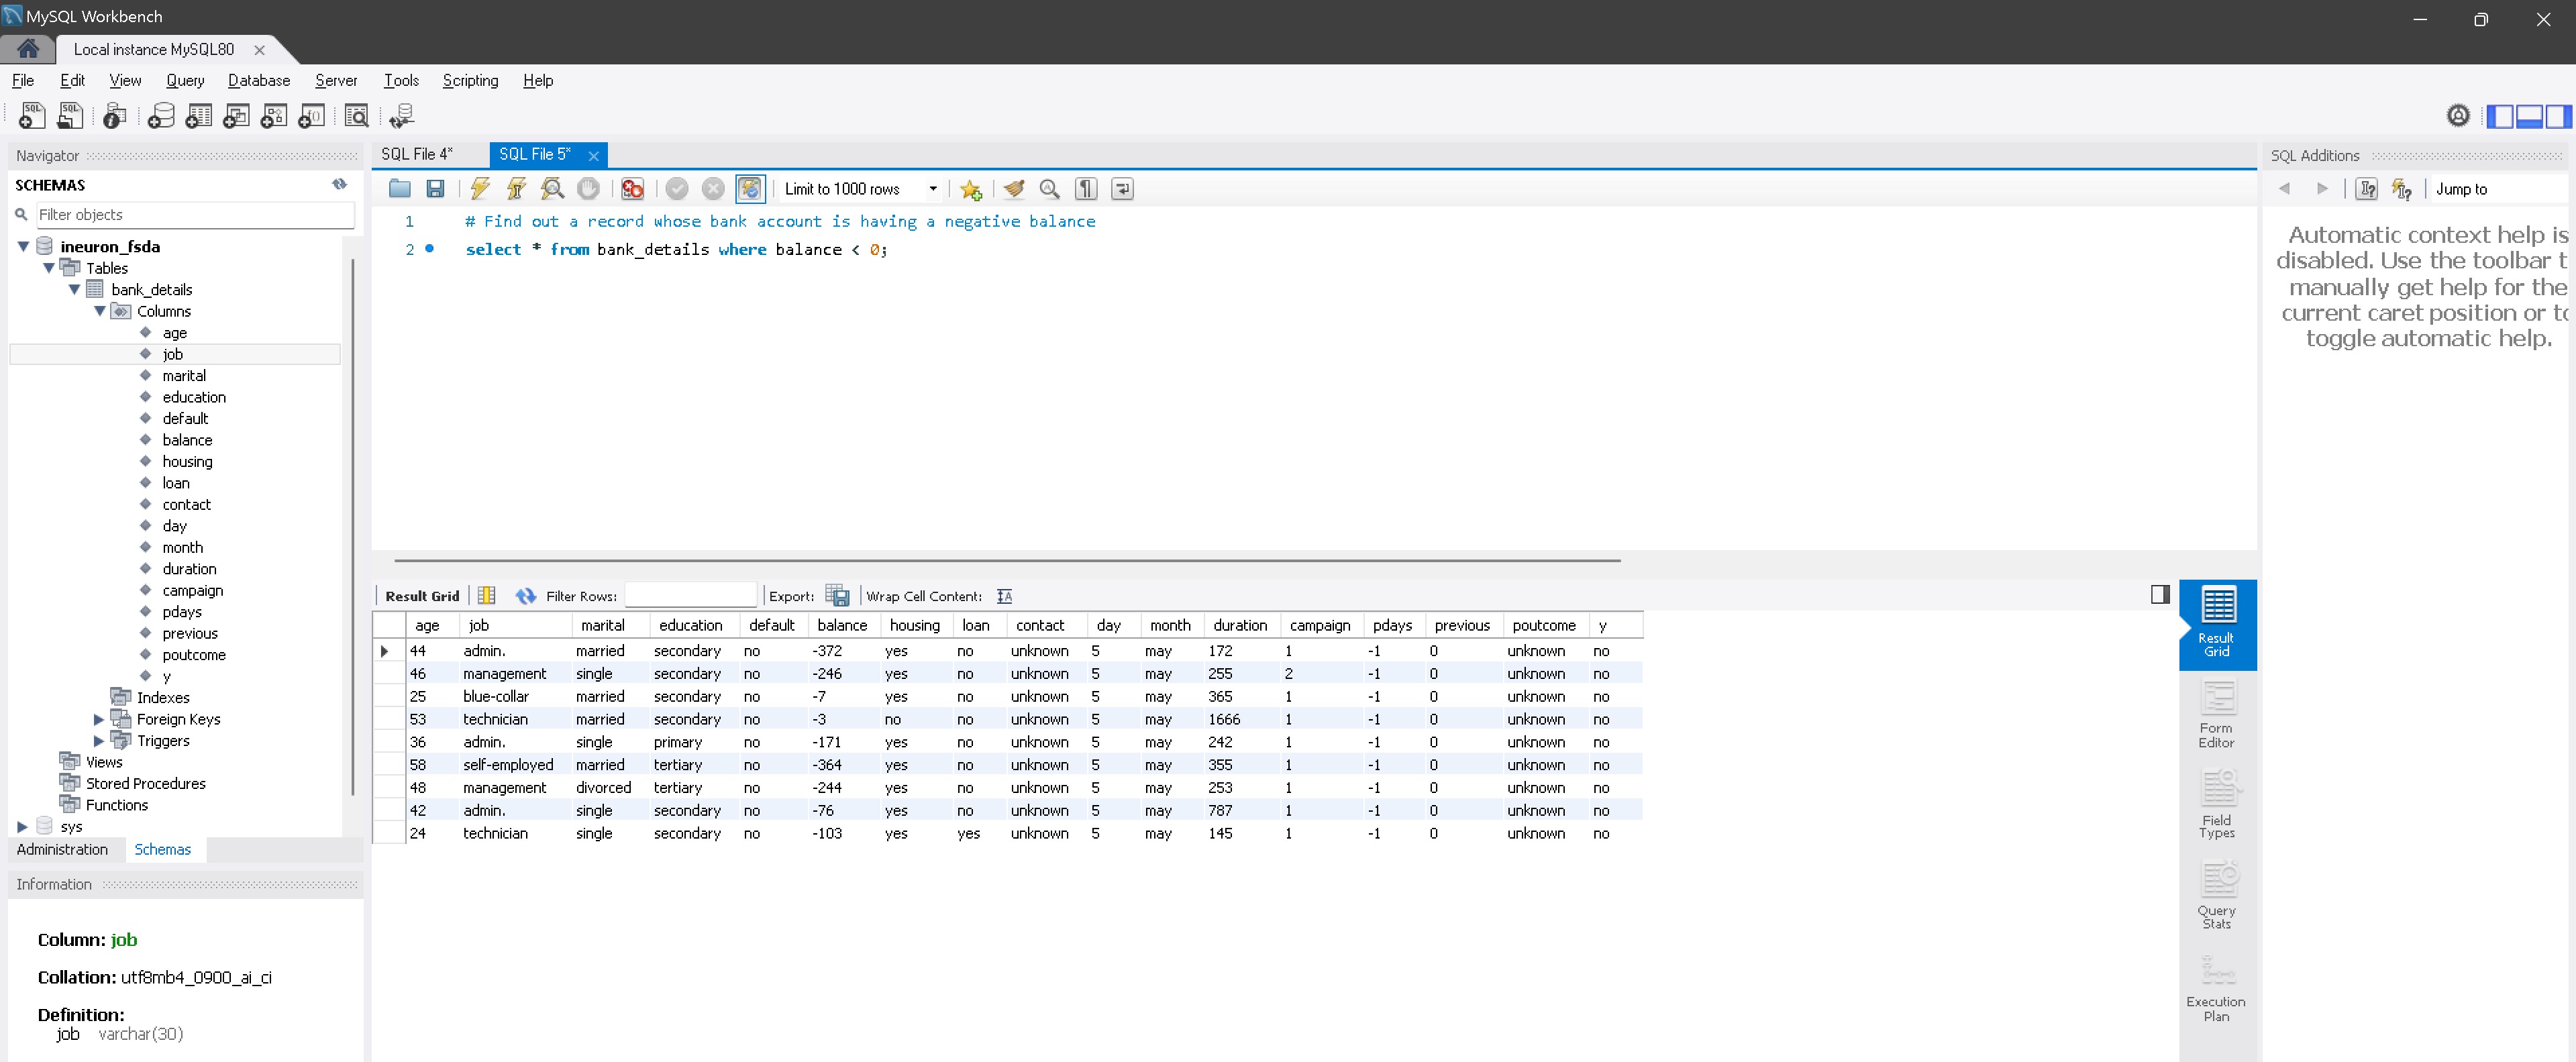 MySQL Workbench
Local instance MySQL80
File Edit View Query Database Server Tools Scripting Help
Navigator
SCHEMAS
Filter objects
ineuron_fsda
Tables
bank_details
Columns
age
job
marital
education
default
balance
housing
loan
contact
day
month
duration
campaign
pdays
previous
poutcome
y
Indexes
Foreign Keys
Triggers
Views
Stored Procedures
Functions
sys
Administration Schemas
Information
Column: job
Collation: utf8mb4_0900_ai_ci
Definition:
job varchar(30)
SQL File 4* SQL File 5*
Limit to 1000 rows
1 # Find out a record whose bank account is having a negative balance
2 select * from bank_details where balance < 0;
Result Grid Filter Rows: Export: Wrap Cell Content:
age job marital education default balance housing loan contact day month duration campaign pdays previous poutcome y
44 admin. married secondary no -372 yes no unknown 5 may 172 1 -1 0 unknown no
46 management single secondary no -246 yes no unknown 5 may 255 2 -1 0 unknown no
25 blue-collar married secondary no -7 yes no unknown 5 may 365 1 -1 0 unknown no
53 technician married secondary no -3 no no unknown 5 may 1666 1 -1 0 unknown no
36 admin. single primary no -171 yes no unknown 5 may 242 1 -1 0 unknown no
58 self-employed married tertiary no -364 yes no unknown 5 may 355 1 -1 0 unknown no
48 management divorced tertiary no -244 yes no unknown 5 may 253 1 -1 0 unknown no
42 admin. single secondary no -76 yes no unknown 5 may 787 1 -1 0 unknown no
24 technician single secondary no -103 yes yes unknown 5 may 145 1 -1 0 unknown no
Result
Grid
Form
Editor
Field
Types
Query
Stats
Execution
Plan
SQL Additions
Jump to
Automatic context help is
disabled. Use the toolbar t
manually get help for the
current caret position or to
toggle automatic help.